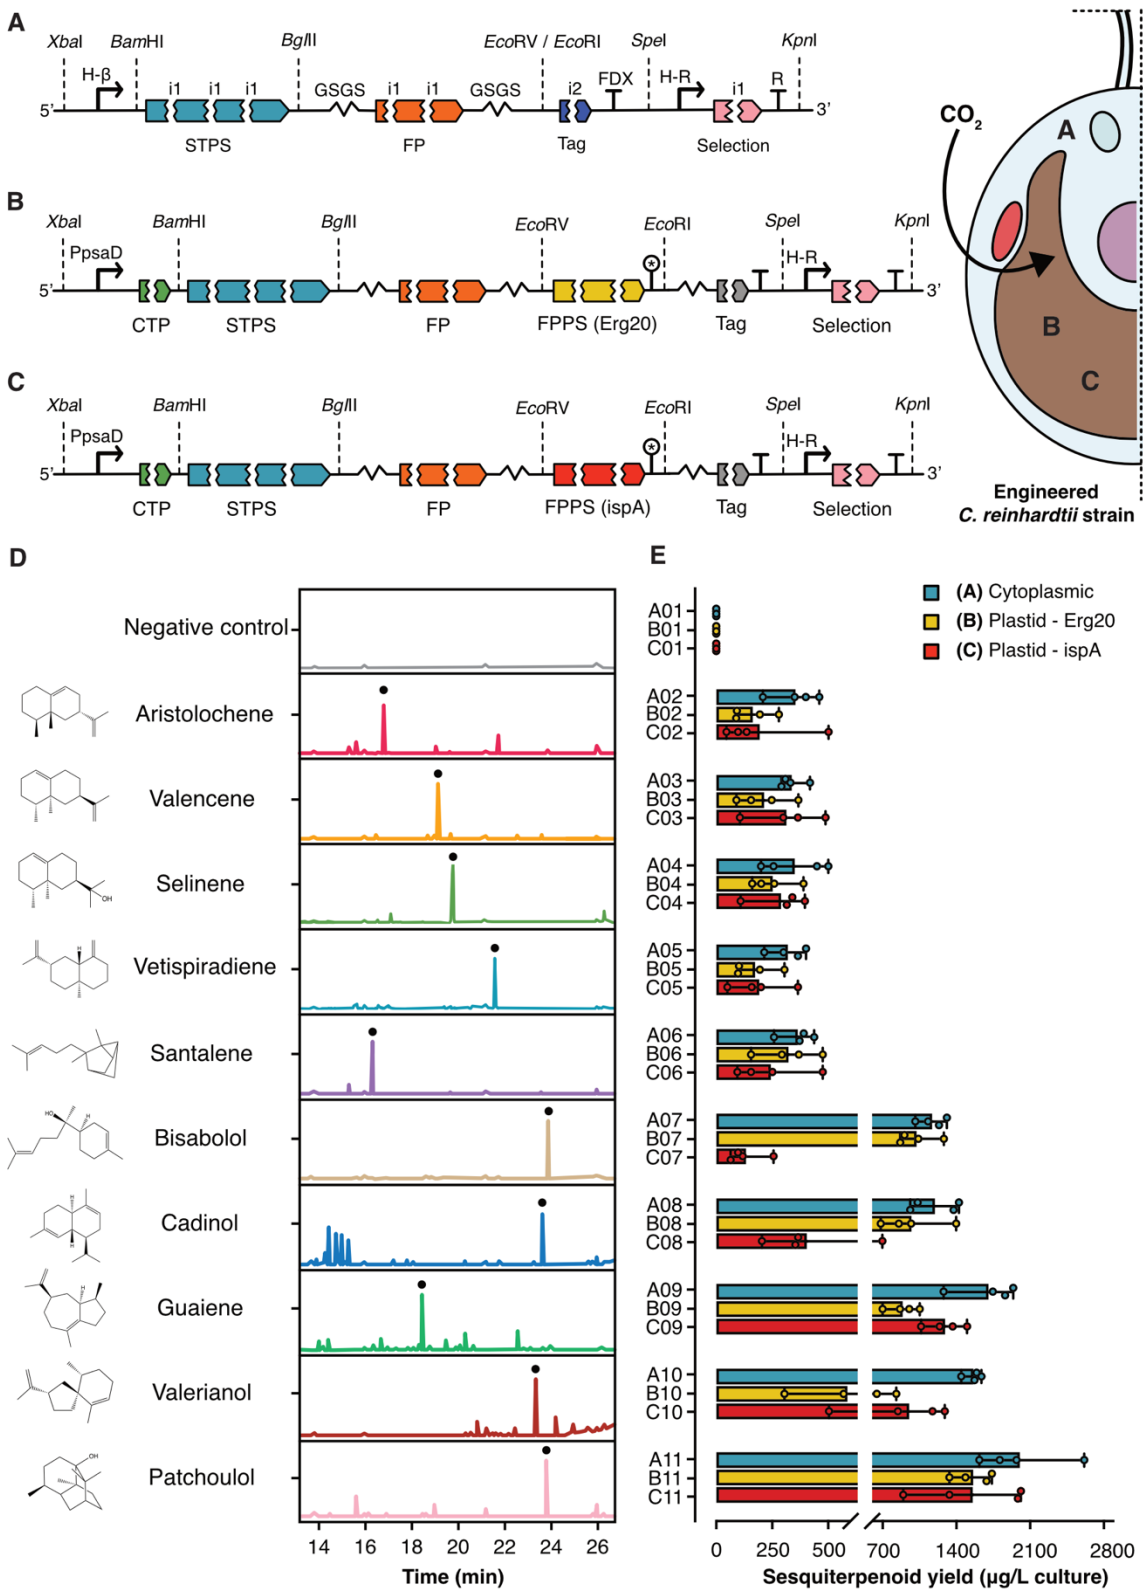 A
XbaI BamHI BglII EcoRV / EcoRI SpeI KpnI
H-β i1 i1 i1 GSGS i1 i1 GSGS i2 FDX H-R i1 R
5' 3'
STPS FP Tag Selection
B
XbaI BamHI BglII EcoRV EcoRI SpeI KpnI
PpsaD * H-R
5' 3'
CTP STPS FP FPPS (Erg20) Tag Selection
C
XbaI BamHI BglII EcoRV EcoRI SpeI KpnI
PpsaD * H-R
5' 3'
CTP STPS FP FPPS (ispA) Tag Selection
CO2
A
B
C
Engineered
C. reinhardtii strain
D
Negative control
Aristolochene
Valencene
Selinene
OH
Vetispiradiene
H
Santalene
Bisabolol
HO H
Cadinol
H
H
Guaiene
H
Valerianol
Patchoulol
OH
14 16 18 20 22 24 26
Time (min)
E
(A) Cytoplasmic
(B) Plastid - Erg20
(C) Plastid - ispA
A01
B01
C01
A02
B02
C02
A03
B03
C03
A04
B04
C04
A05
B05
C05
A06
B06
C06
A07
B07
C07
A08
B08
C08
A09
B09
C09
A10
B10
C10
A11
B11
C11
0 250 500 700 1400 2100 2800
Sesquiterpenoid yield (µg/L culture)